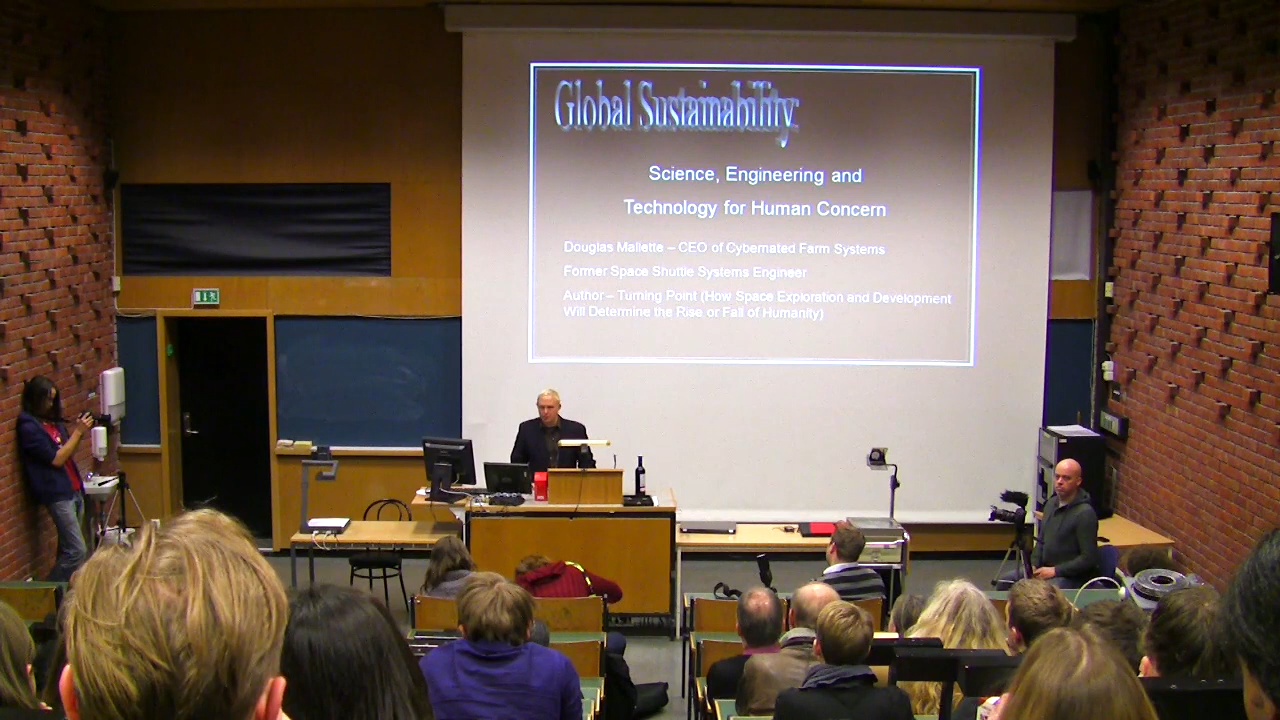 Global Sustainability:
Science, Engineering and
Technology for Human Concern
Douglas Mallette – CEO of Cybernated Farm Systems
Former Space Shuttle Systems Engineer
Author – Turning Point (How Space Exploration and Development
Will Determine the Rise or Fall of Humanity)